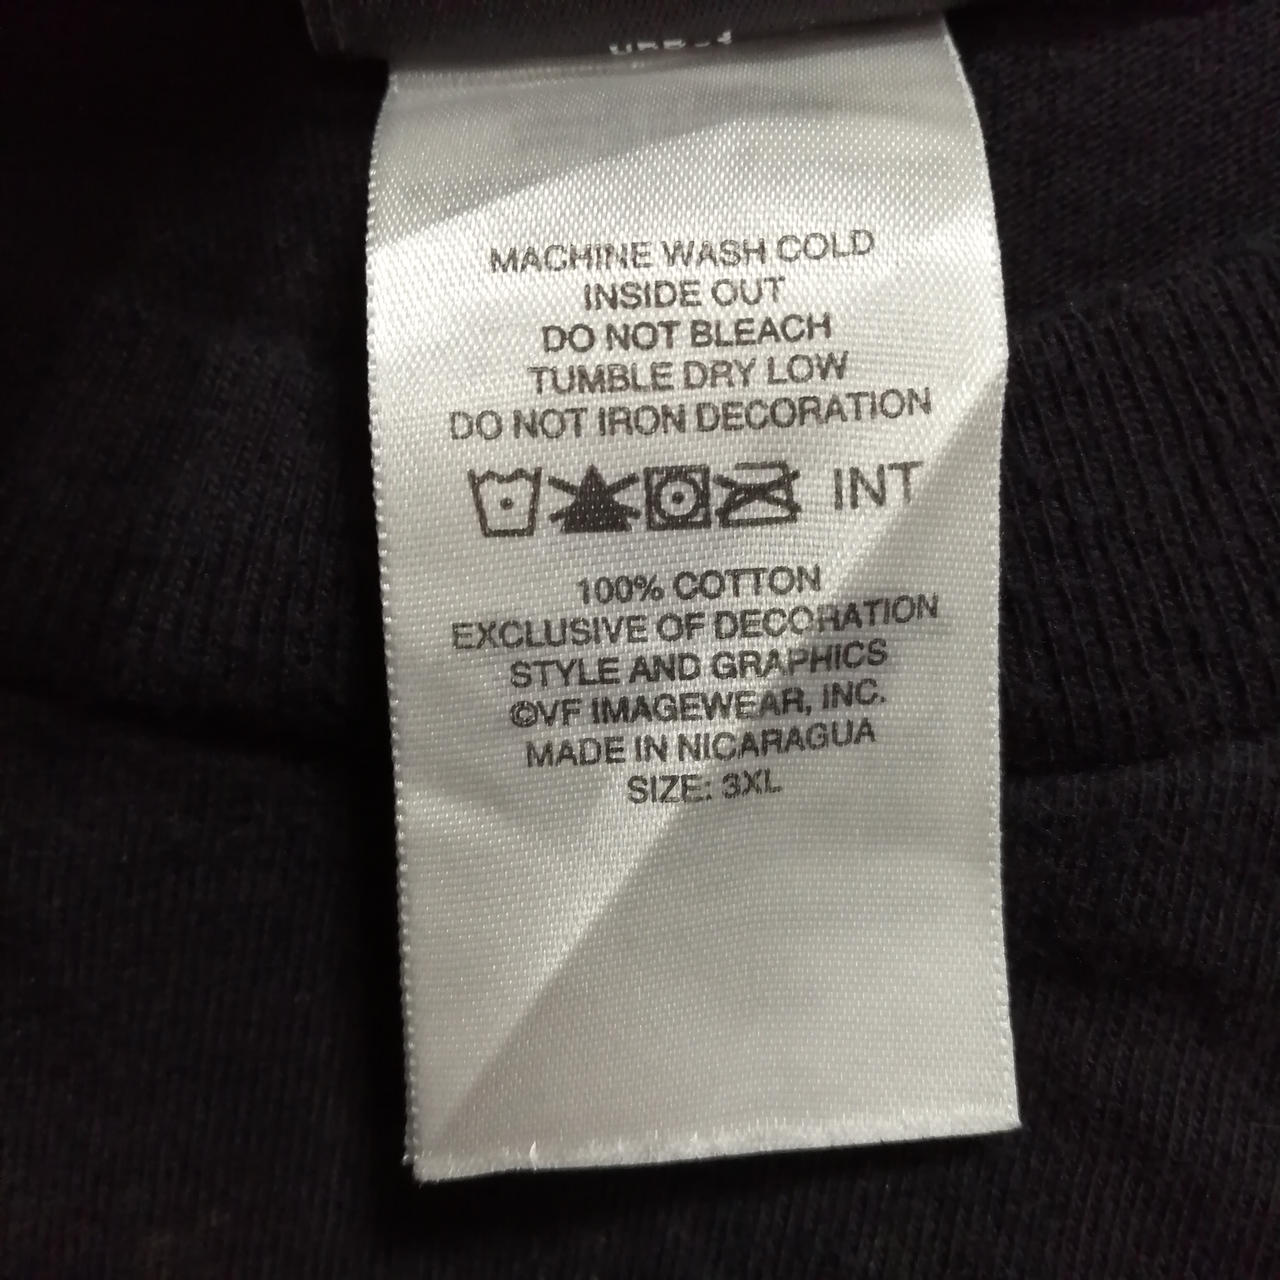 MACHINE WASH COLD
INSIDE OUT
DO NOT BLEACH
TUMBLE DRY LOW
DO NOT IRON DECORATION
INT
100% COTTON
EXCLUSIVE OF DECORATION
STYLE AND GRAPHICS
©VF IMAGEWEAR, INC.
MADE IN NICARAGUA
SIZE: 3XL